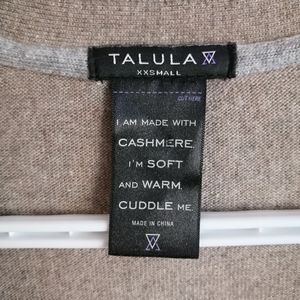 TALULA
XXSMALL
CUT HERE
I AM MADE WITH
CASHMERE.
I'M SOFT
AND WARM.
CUDDLE ME.
MADE IN CHINA